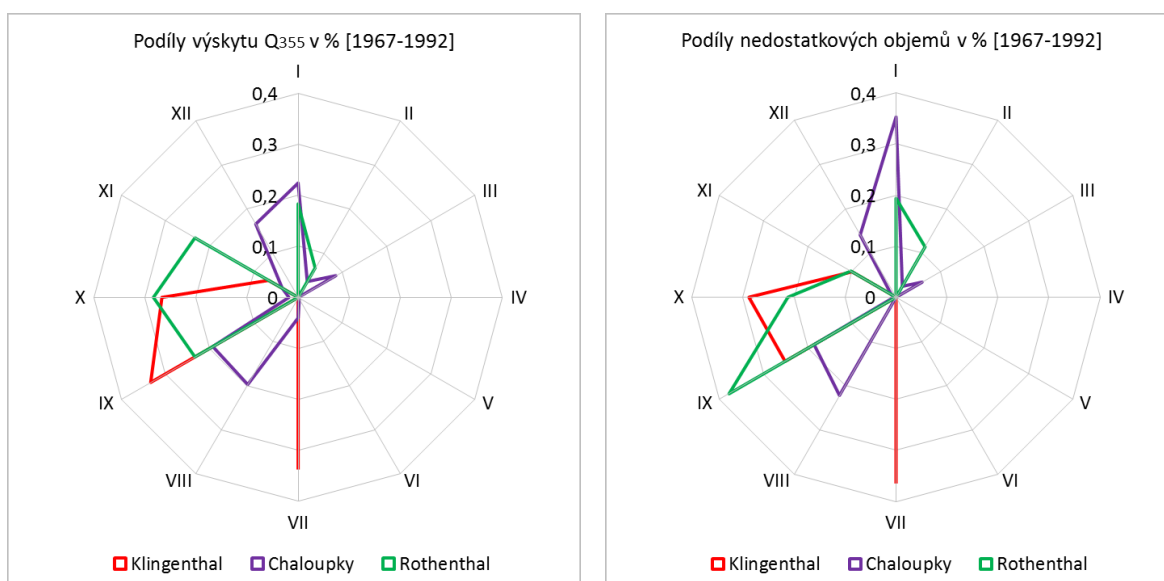 Podíly výskytu Q355 v % [1967-1992]
I
0,4
XII
II
0,3
XI
0,2
III
0,1
X
0
IV
IX
V
VIII
VI
VII
Klingenthal Chaloupky Rothenthal
Podíly nedostatkových objemů v % [1967-1992]
I
0,4
XII
II
0,3
XI
0,2
III
0,1
X
0
IV
IX
V
VIII
VI
VII
Klingenthal Chaloupky Rothenthal